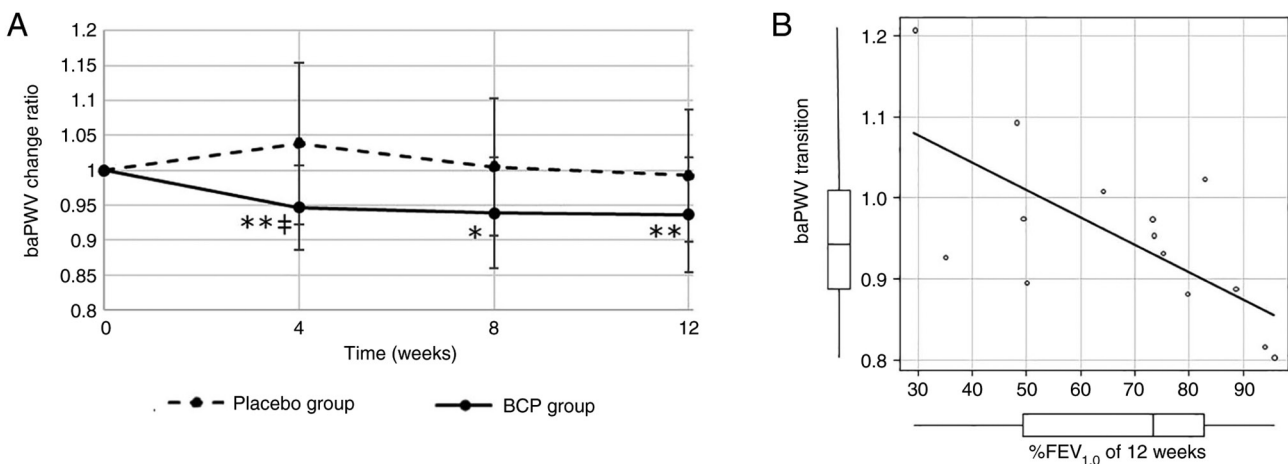 A
baPWV change ratio
1.2
1.15
1.1
1.05
1
0.95
0.9
0.85
0.8
**‡
*
**
0 4 8 12
Time (weeks)
Placebo group BCP group
B
baPWV transition
1.2
1.1
1.0
0.9
0.8
30 40 50 60 70 80 90
%FEV1.0 of 12 weeks